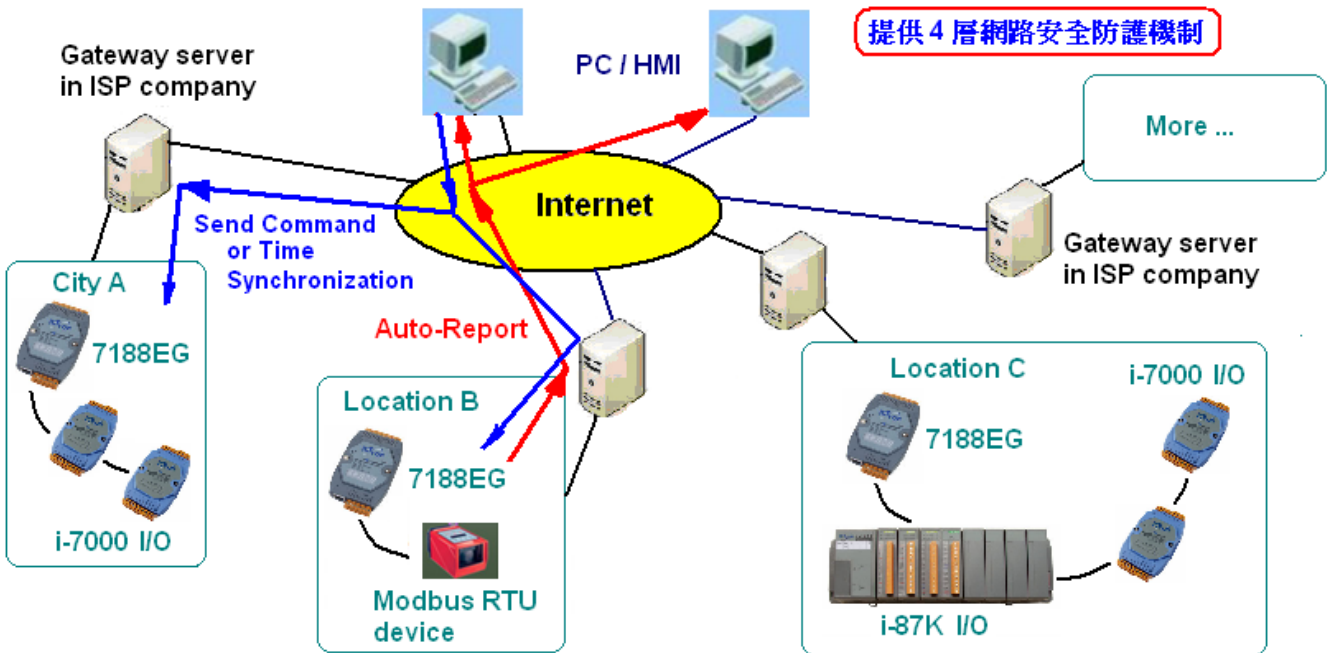 提供 4 層網路安全防護機制
Gateway server
in ISP company
PC / HMI
More ...
Internet
Send Command
or Time
Synchronization
Gateway server
in ISP company
City A
7188EG
i-7000 I/O
Auto-Report
Location B
7188EG
Modbus RTU
device
Location C
i-7000 I/O
7188EG
i-87K I/O